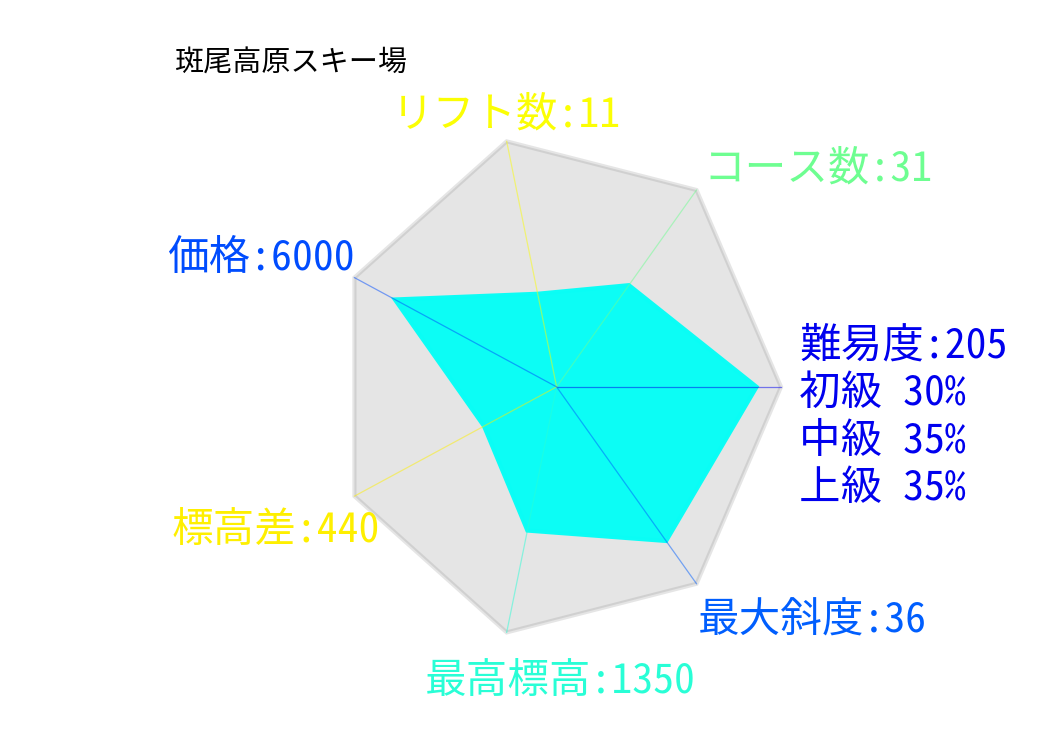 斑尾高原スキー場
リフト数:11
コース数:31
価格:6000
難易度:205
初級 30%
中級 35%
上級 35%
標高差:440
最大斜度:36
最高標高:1350